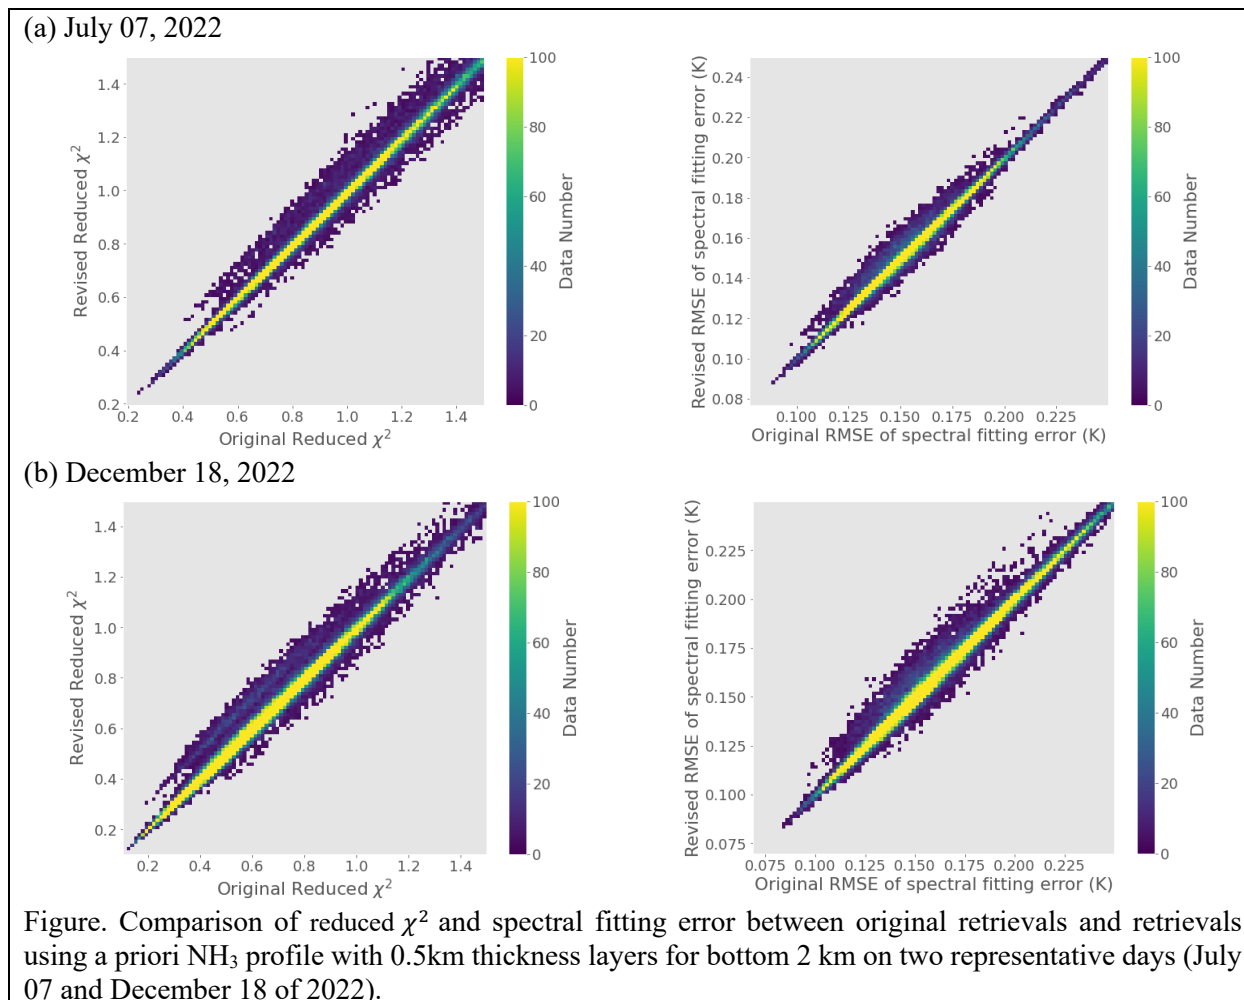 (a) July 07, 2022
1.4
1.2
1.0
0.8
0.6
0.4
0.2
0.2 0.4 0.6 0.8 1.0 1.2 1.4
Revised Reduced χ²
Original Reduced χ²
100
80
60
40
20
0
Data Number
0.24
0.22
0.20
0.18
0.16
0.14
0.12
0.10
0.08
0.100 0.125 0.150 0.175 0.200 0.225
Revised RMSE of spectral fitting error (K)
Original RMSE of spectral fitting error (K)
100
80
60
40
20
0
Data Number
(b) December 18, 2022
1.4
1.2
1.0
0.8
0.6
0.4
0.2
0.2 0.4 0.6 0.8 1.0 1.2 1.4
Revised Reduced χ²
Original Reduced χ²
100
80
60
40
20
0
Data Number
0.225
0.200
0.175
0.150
0.125
0.100
0.075
0.075 0.100 0.125 0.150 0.175 0.200 0.225
Revised RMSE of spectral fitting error (K)
Original RMSE of spectral fitting error (K)
100
80
60
40
20
0
Data Number
Figure. Comparison of reduced χ² and spectral fitting error between original retrievals and retrievals
using a priori NH₃ profile with 0.5km thickness layers for bottom 2 km on two representative days (July
07 and December 18 of 2022).